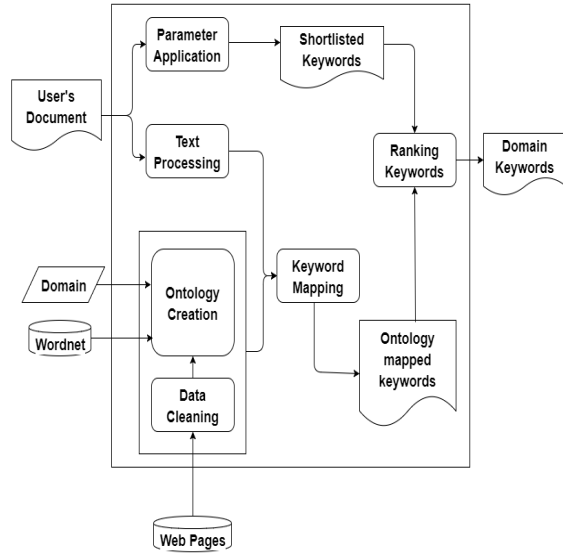 Parameter
Application
Shortlisted
Keywords
User's
Document
Text
Processing
Ranking
Keywords
Domain
Keywords
Domain
Ontology
Creation
Keyword
Mapping
Wordnet
Ontology
mapped
keywords
Data
Cleaning
Web Pages